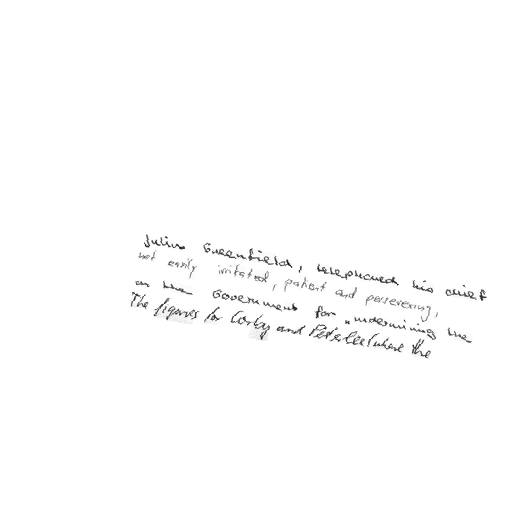 Julius Greenfield, telephoned his chief
not easily irritated, patient and persevering,
on the Government for undermining the
The figures for Corby and Peterlee (where the